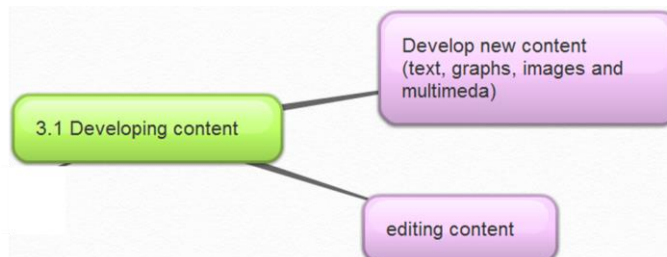 Develop new content
(text, graphs, images and
multimeda)
3.1 Developing content
editing content